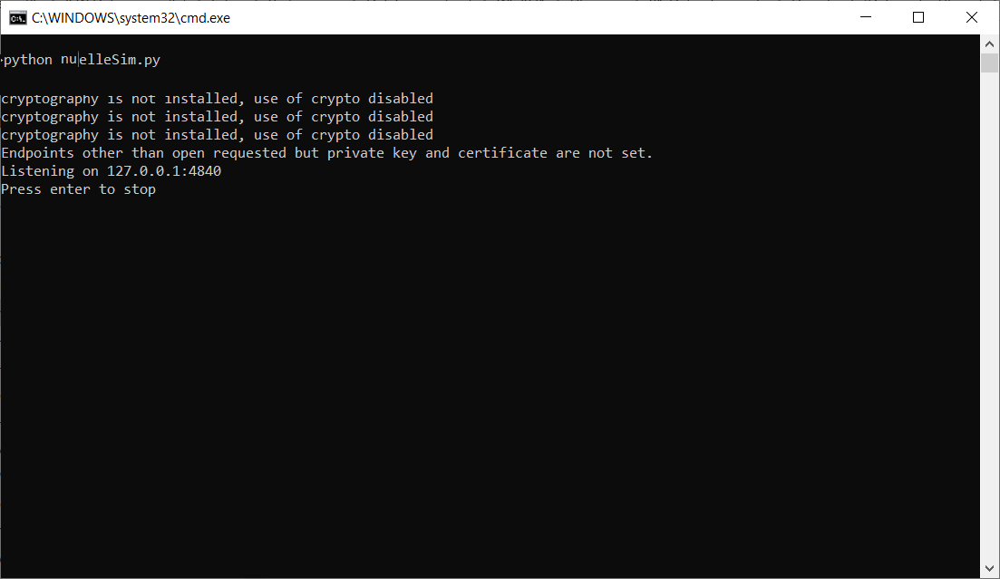 C:\WINDOWS\system32\cmd.exe
>python nuelleSim.py
cryptography is not installed, use of crypto disabled
cryptography is not installed, use of crypto disabled
cryptography is not installed, use of crypto disabled
Endpoints other than open requested but private key and certificate are not set.
Listening on 127.0.0.1:4840
Press enter to stop